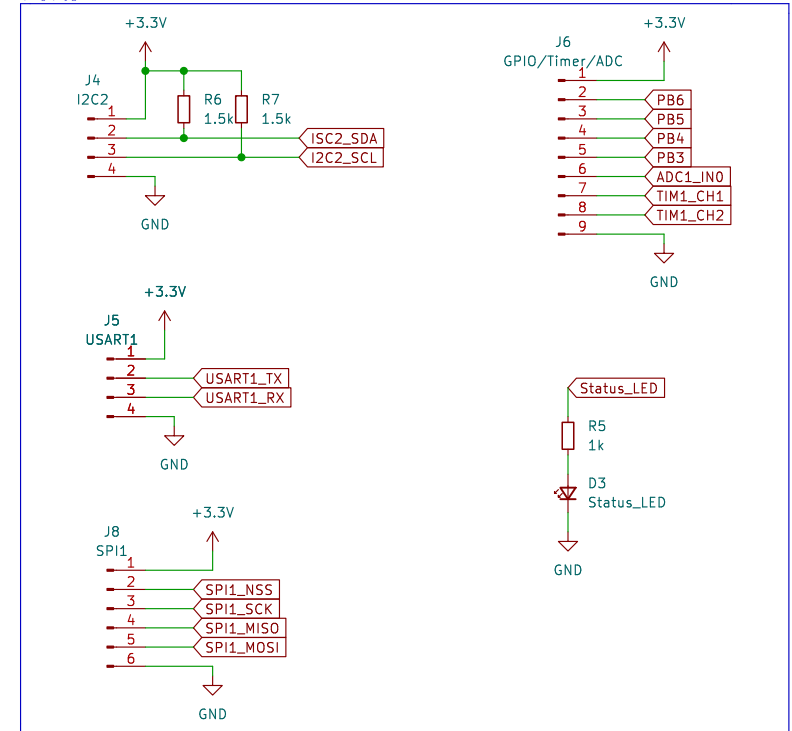 +3.3V
J4
I2C2
1
2
3
4
R6
1.5k
R7
1.5k
ISC2_SDA
I2C2_SCL
GND
+3.3V
J6
GPIO/Timer/ADC
1
2
3
4
5
6
7
8
9
PB6
PB5
PB4
PB3
ADC1_IN0
TIM1_CH1
TIM1_CH2
GND
+3.3V
J5
USART1
1
2
3
4
USART1_TX
USART1_RX
GND
Status_LED
R5
1k
D3
Status_LED
GND
+3.3V
J8
SPI1
1
2
3
4
5
6
SPI1_NSS
SPI1_SCK
SPI1_MISO
SPI1_MOSI
GND